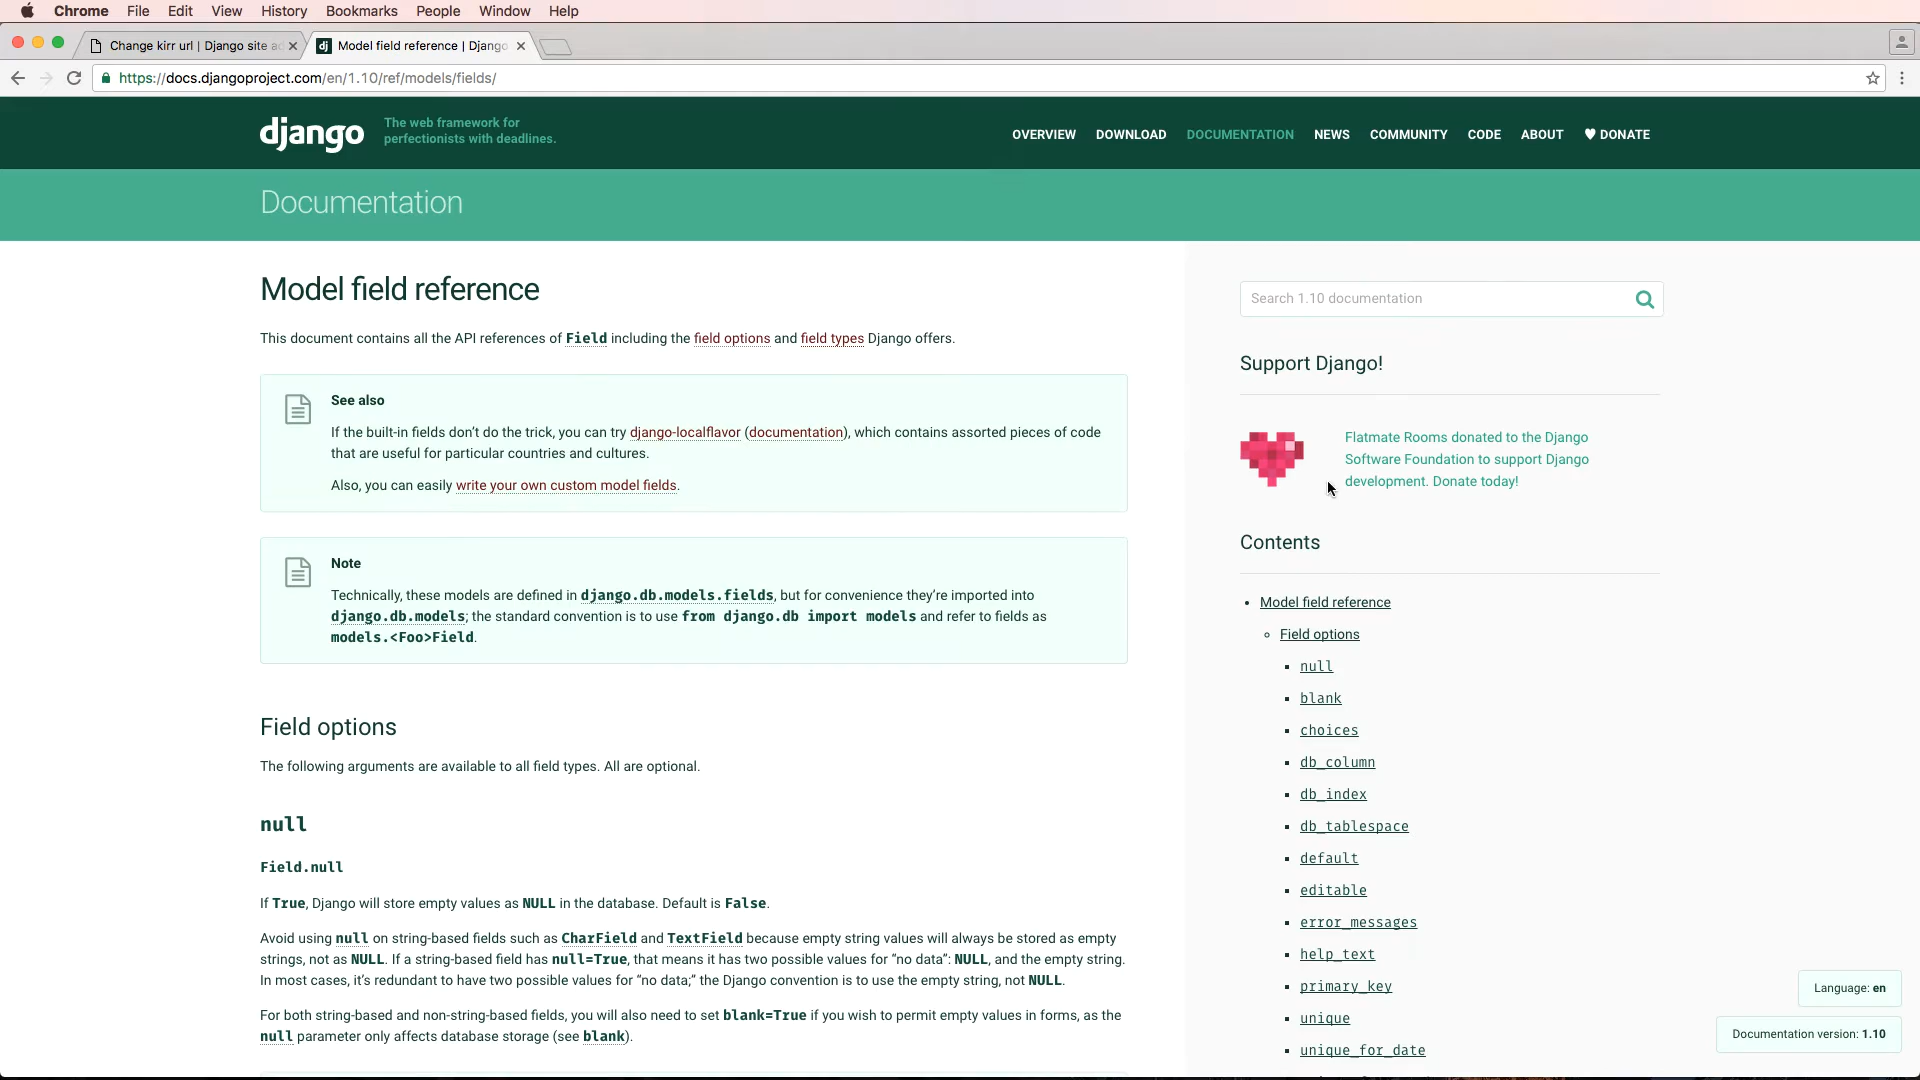 Chrome File Edit View History Bookmarks People Window Help
Change kirr url | Django site ad
Model field reference | Django
https://docs.djangoproject.com/en/1.10/ref/models/fields/
django
The web framework for
perfectionists with deadlines.
OVERVIEW DOWNLOAD DOCUMENTATION NEWS COMMUNITY CODE ABOUT ♥ DONATE
Documentation
Model field reference
This document contains all the API references of Field including the field options and field types Django offers.
See also
If the built-in fields don’t do the trick, you can try django-localflavor (documentation), which contains assorted pieces of code
that are useful for particular countries and cultures.
Also, you can easily write your own custom model fields.
Note
Technically, these models are defined in django.db.models.fields, but for convenience they’re imported into
django.db.models; the standard convention is to use from django.db import models and refer to fields as
models.<Foo>Field.
Field options
The following arguments are available to all field types. All are optional.
null
Field.null
If True, Django will store empty values as NULL in the database. Default is False.
Avoid using null on string-based fields such as CharField and TextField because empty string values will always be stored as empty
strings, not as NULL. If a string-based field has null=True, that means it has two possible values for “no data”: NULL, and the empty string.
In most cases, it’s redundant to have two possible values for “no data;” the Django convention is to use the empty string, not NULL.
For both string-based and non-string-based fields, you will also need to set blank=True if you wish to permit empty values in forms, as the
null parameter only affects database storage (see blank).
Search 1.10 documentation
Support Django!
Flatmate Rooms donated to the Django
Software Foundation to support Django
development. Donate today!
Contents
Model field reference
Field options
null
blank
choices
db_column
db_index
db_tablespace
default
editable
error_messages
help_text
primary_key
unique
unique_for_date
Language: en
Documentation version: 1.10